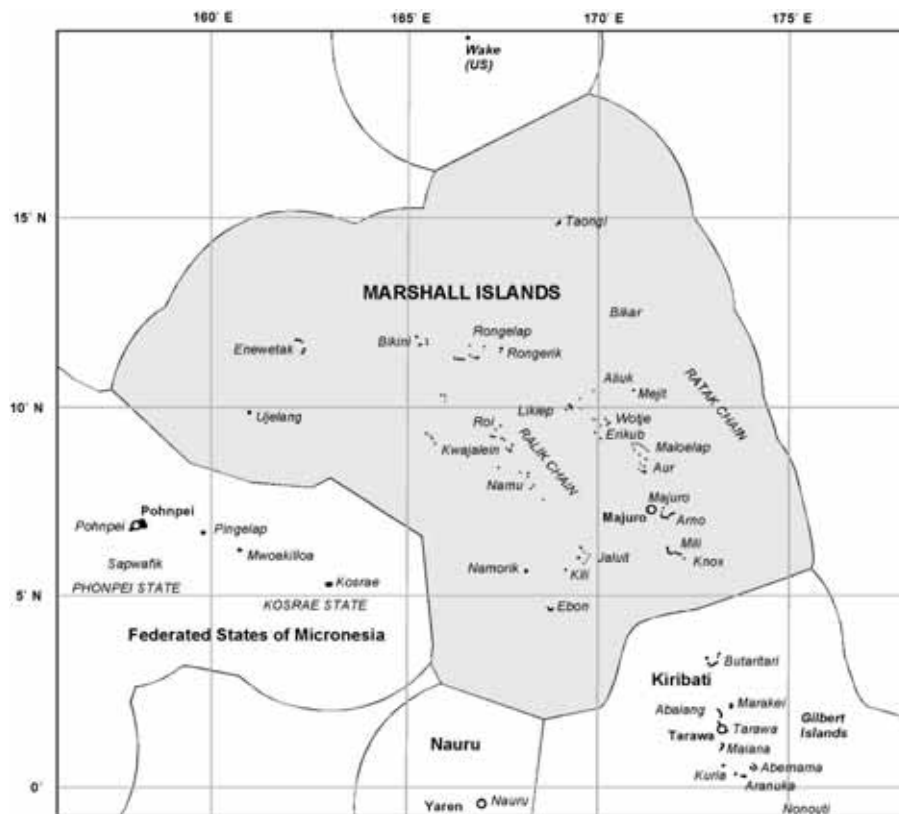 160° E
165° E
170° E
175° E
Wake
(US)
15° N
Taongi
MARSHALL ISLANDS
Bikar
Enewetak
Bikini
Rongelap
Rongerik
Ailuk
Mejit
RATAK CHAIN
10° N
Ujelang
Likiep
Wotje
Roi
Erikub
RALIK CHAIN
Kwajalein
Maloelap
Aur
Namu
Majuro
Majuro
Arno
Pohnpei
Pohnpei
Pingelap
Mwoakilloa
Sapwafik
PHONPEI STATE
Kosrae
KOSRAE STATE
Mili
Knox
Jaluit
Namorik
Kili
5° N
Ebon
Federated States of Micronesia
Butaritari
Kiribati
Marakei
Abaiang
Gilbert
Islands
Tarawa
Tarawa
Maiana
Nauru
Kuria
Abemama
Aranuka
0°
Yaren
Nauru
Nonouti